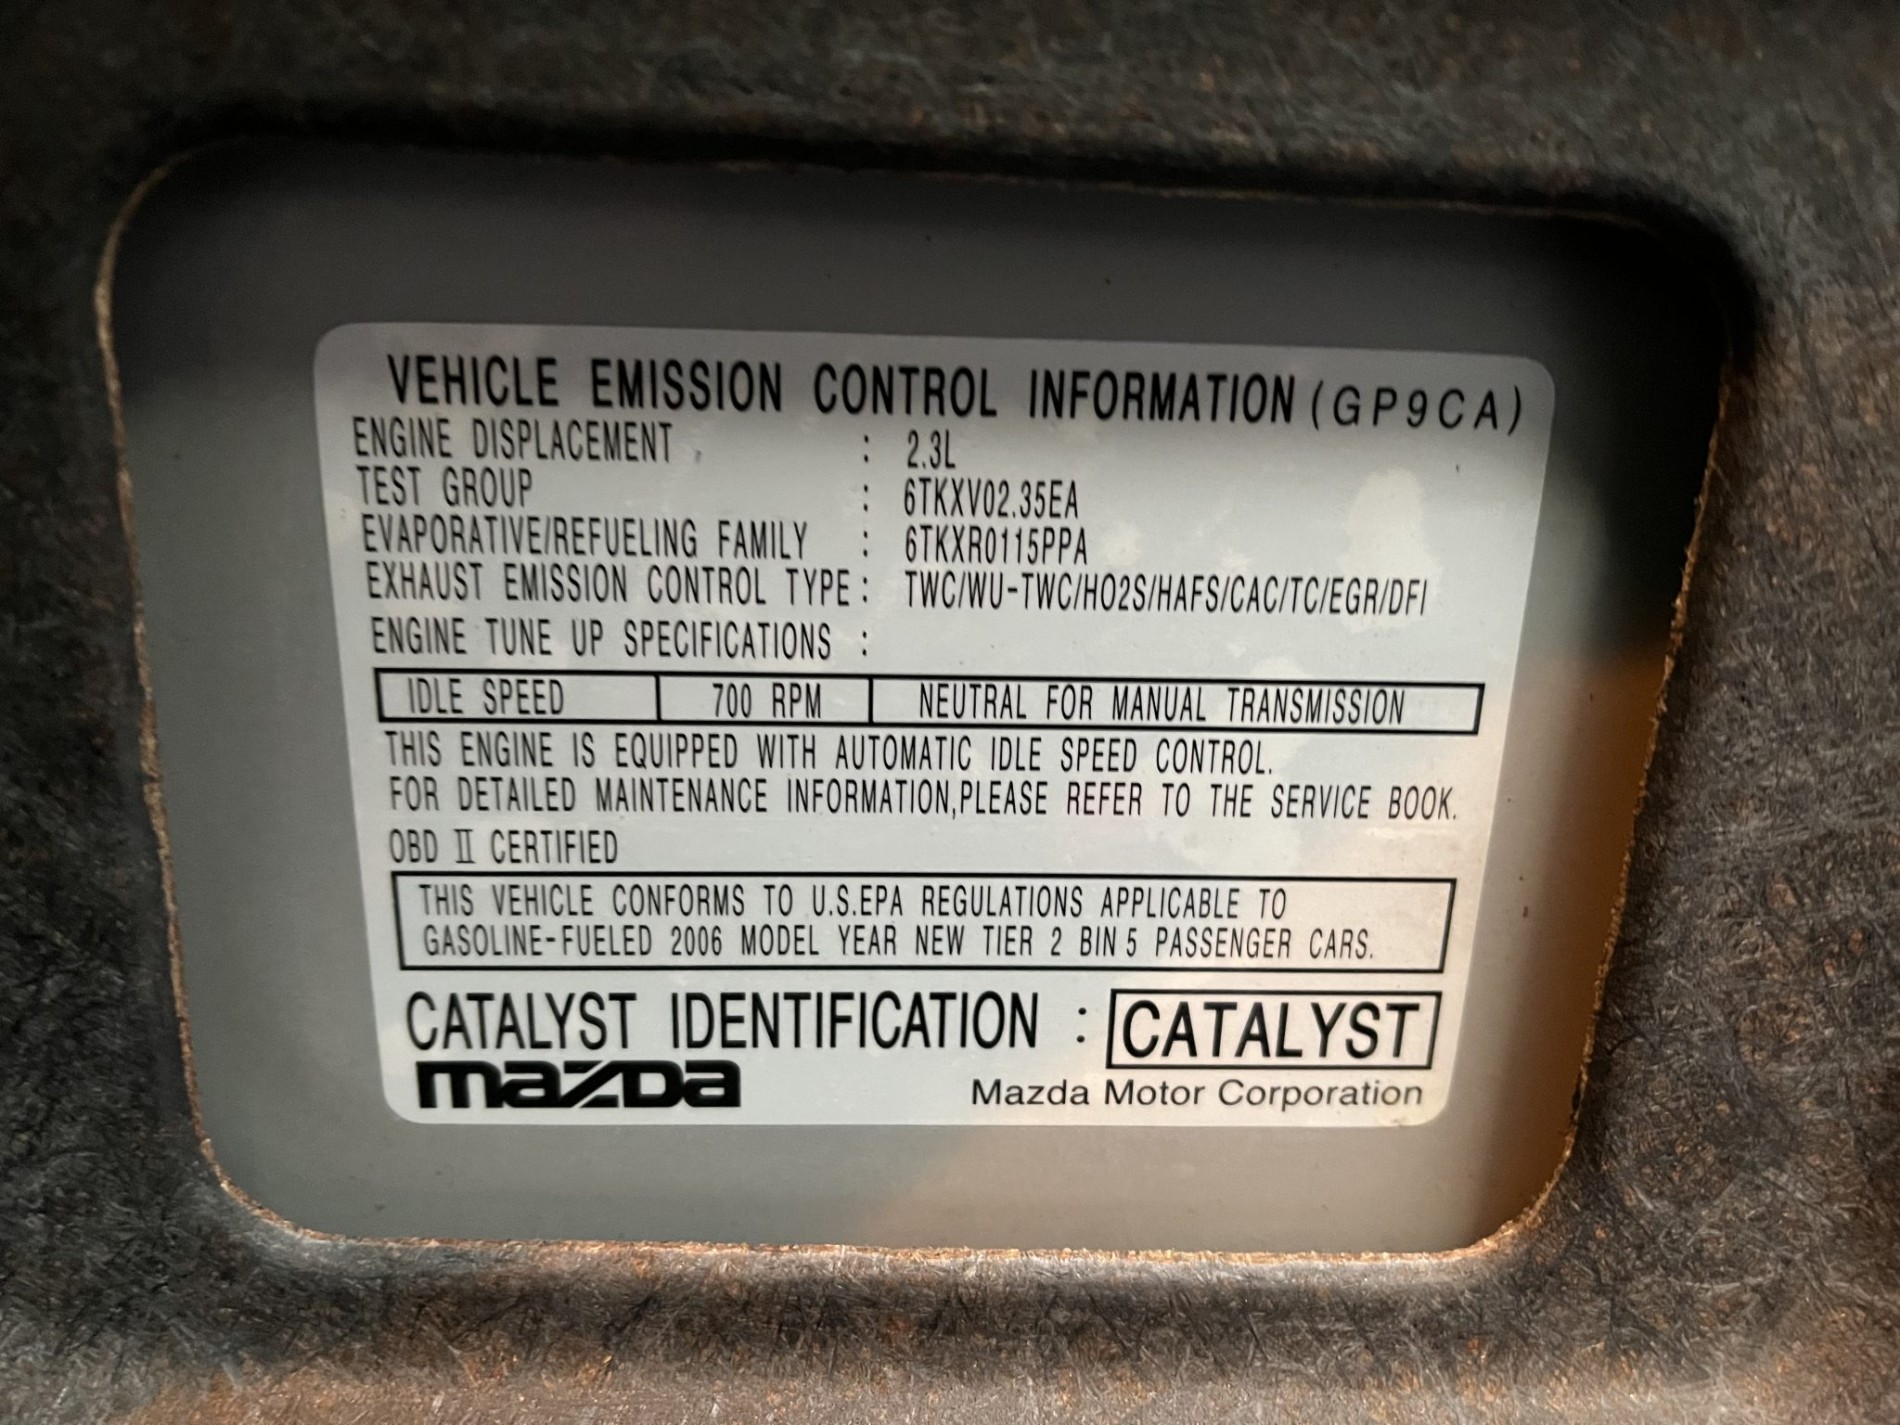 VEHICLE EMISSION CONTROL INFORMATION (GP9CA)
ENGINE DISPLACEMENT : 2.3L
TEST GROUP : 6TKXV02.35EA
EVAPORATIVE/REFUELING FAMILY : 6TKXR0115PPA
EXHAUST EMISSION CONTROL TYPE : TWC/WU-TWC/HO2S/HAFS/CAC/TC/EGR/DFI
ENGINE TUNE UP SPECIFICATIONS :
IDLE SPEED 700 RPM NEUTRAL FOR MANUAL TRANSMISSION
THIS ENGINE IS EQUIPPED WITH AUTOMATIC IDLE SPEED CONTROL.
FOR DETAILED MAINTENANCE INFORMATION,PLEASE REFER TO THE SERVICE BOOK.
OBD II CERTIFIED
THIS VEHICLE CONFORMS TO U.S.EPA REGULATIONS APPLICABLE TO
GASOLINE-FUELED 2006 MODEL YEAR NEW TIER 2 BIN 5 PASSENGER CARS.
CATALYST IDENTIFICATION : CATALYST
mazda Mazda Motor Corporation